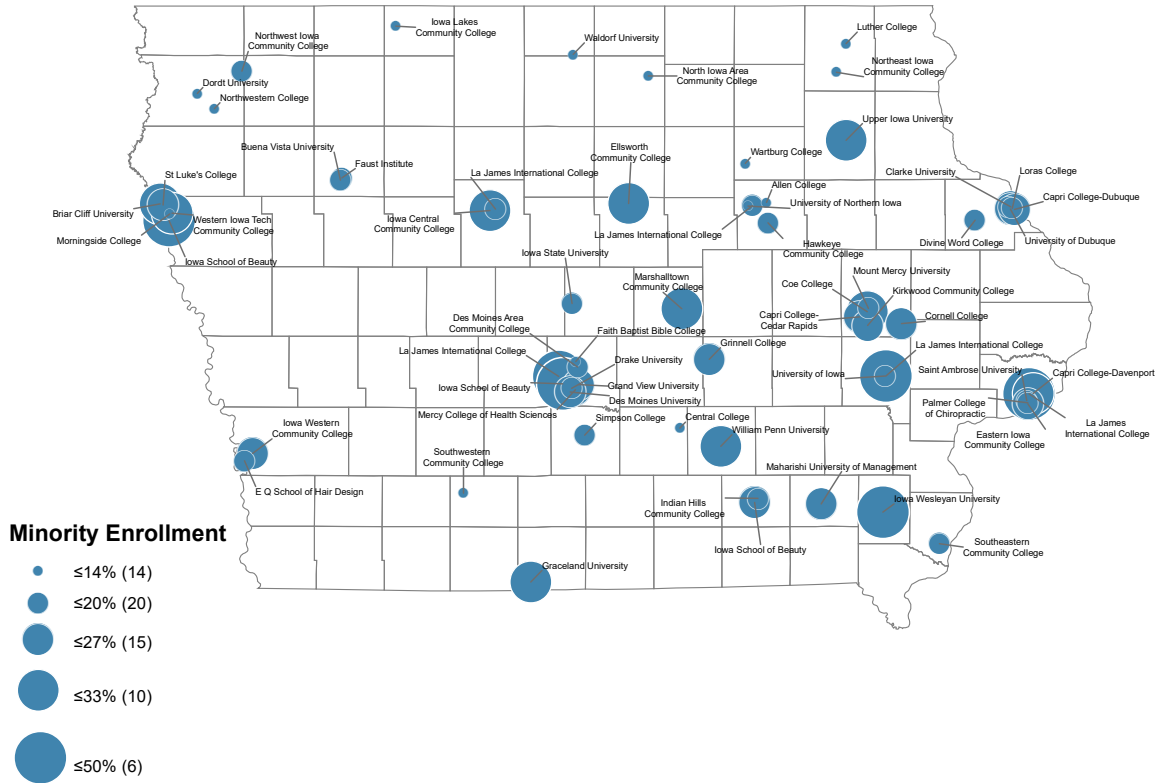 Iowa Lakes
Community College
Luther College
Northwest Iowa
Community College
Waldorf University
Northeast Iowa
Community College
North Iowa Area
Community College
Dordt University
Northwestern College
Upper Iowa University
Buena Vista University
Faust Institute
Ellsworth
Community College
Wartburg College
St Luke's College
La James International College
Clarke University
Loras College
Allen College
Capri College-Dubuque
Briar Cliff University
Western Iowa Tech
Community College
Iowa Central
Community College
University of Northern Iowa
La James International College
Morningside College
Hawkeye
Community College
Divine Word College
University of Dubuque
Iowa School of Beauty
Iowa State University
Marshalltown
Community College
Mount Mercy University
Coe College
Kirkwood Community College
Des Moines Area
Community College
Capri College-
Cedar Rapids
Cornell College
Faith Baptist Bible College
La James International College
Grinnell College
La James International College
Drake University
Saint Ambrose University
Capri College-Davenport
University of Iowa
Iowa School of Beauty
Grand View University
Des Moines University
Palmer College
of Chiropractic
Mercy College of Health Sciences
Simpson College
Central College
La James
International College
Iowa Western
Community College
William Penn University
Eastern Iowa
Community College
Southwestern
Community College
Maharishi University of Management
E Q School of Hair Design
Indian Hills
Community College
Iowa Wesleyan University
Iowa School of Beauty
Southeastern
Community College
Graceland University
Minority Enrollment
≤14% (14)
≤20% (20)
≤27% (15)
≤33% (10)
≤50% (6)